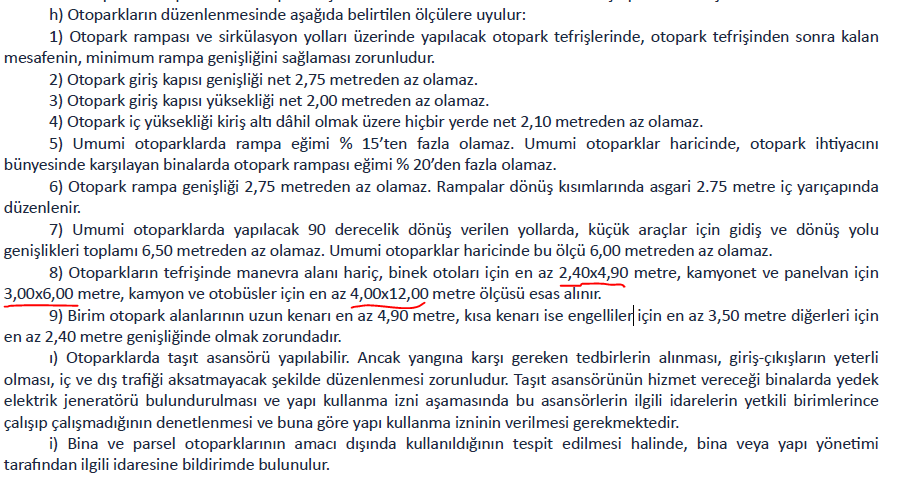 h) Otoparkların düzenlenmesinde aşağıda belirtilen ölçülere uyulur:
1) Otopark rampası ve sirkülasyon yolları üzerinde yapılacak otopark tefrişlerinde, otopark tefrişinden sonra kalan
mesafenin, minimum rampa genişliğini sağlaması zorunludur.
2) Otopark giriş kapısı genişliği net 2,75 metreden az olamaz.
3) Otopark giriş kapısı yüksekliği net 2,00 metreden az olamaz.
4) Otopark iç yüksekliği kiriş altı dâhil olmak üzere hiçbir yerde net 2,10 metreden az olamaz.
5) Umumi otoparklarda rampa eğimi % 15’ten fazla olamaz. Umumi otoparklar haricinde, otopark ihtiyacını
bünyesinde karşılayan binalarda otopark rampası eğimi % 20’den fazla olamaz.
6) Otopark rampa genişliği 2,75 metreden az olamaz. Rampalar dönüş kısımlarında asgari 2.75 metre iç yarıçapında
düzenlenir.
7) Umumi otoparklarda yapılacak 90 derecelik dönüş verilen yollarda, küçük araçlar için gidiş ve dönüş yolu
genişlikleri toplamı 6,50 metreden az olamaz. Umumi otoparklar haricinde bu ölçü 6,00 metreden az olamaz.
8) Otoparkların tefrişinde manevra alanı hariç, binek otoları için en az 2,40x4,90 metre, kamyonet ve panelvan için
3,00x6,00 metre, kamyon ve otobüsler için en az 4,00x12,00 metre ölçüsü esas alınır.
9) Birim otopark alanlarının uzun kenarı en az 4,90 metre, kısa kenarı ise engelliler için en az 3,50 metre diğerleri için
en az 2,40 metre genişliğinde olmak zorundadır.
ı) Otoparklarda taşıt asansörü yapılabilir. Ancak yangına karşı gereken tedbirlerin alınması, giriş-çıkışların yeterli
olması, iç ve dış trafiği aksatmayacak şekilde düzenlenmesi zorunludur. Taşıt asansörünün hizmet vereceği binalarda yedek
elektrik jeneratörü bulundurulması ve yapı kullanma izni aşamasında bu asansörlerin ilgili idarelerin yetkili birimlerince
çalışıp çalışmadığının denetlenmesi ve buna göre yapı kullanma izninin verilmesi gerekmektedir.
i) Bina ve parsel otoparklarının amacı dışında kullanıldığının tespit edilmesi halinde, bina veya yapı yönetimi
tarafından ilgili idaresine bildirimde bulunulur.